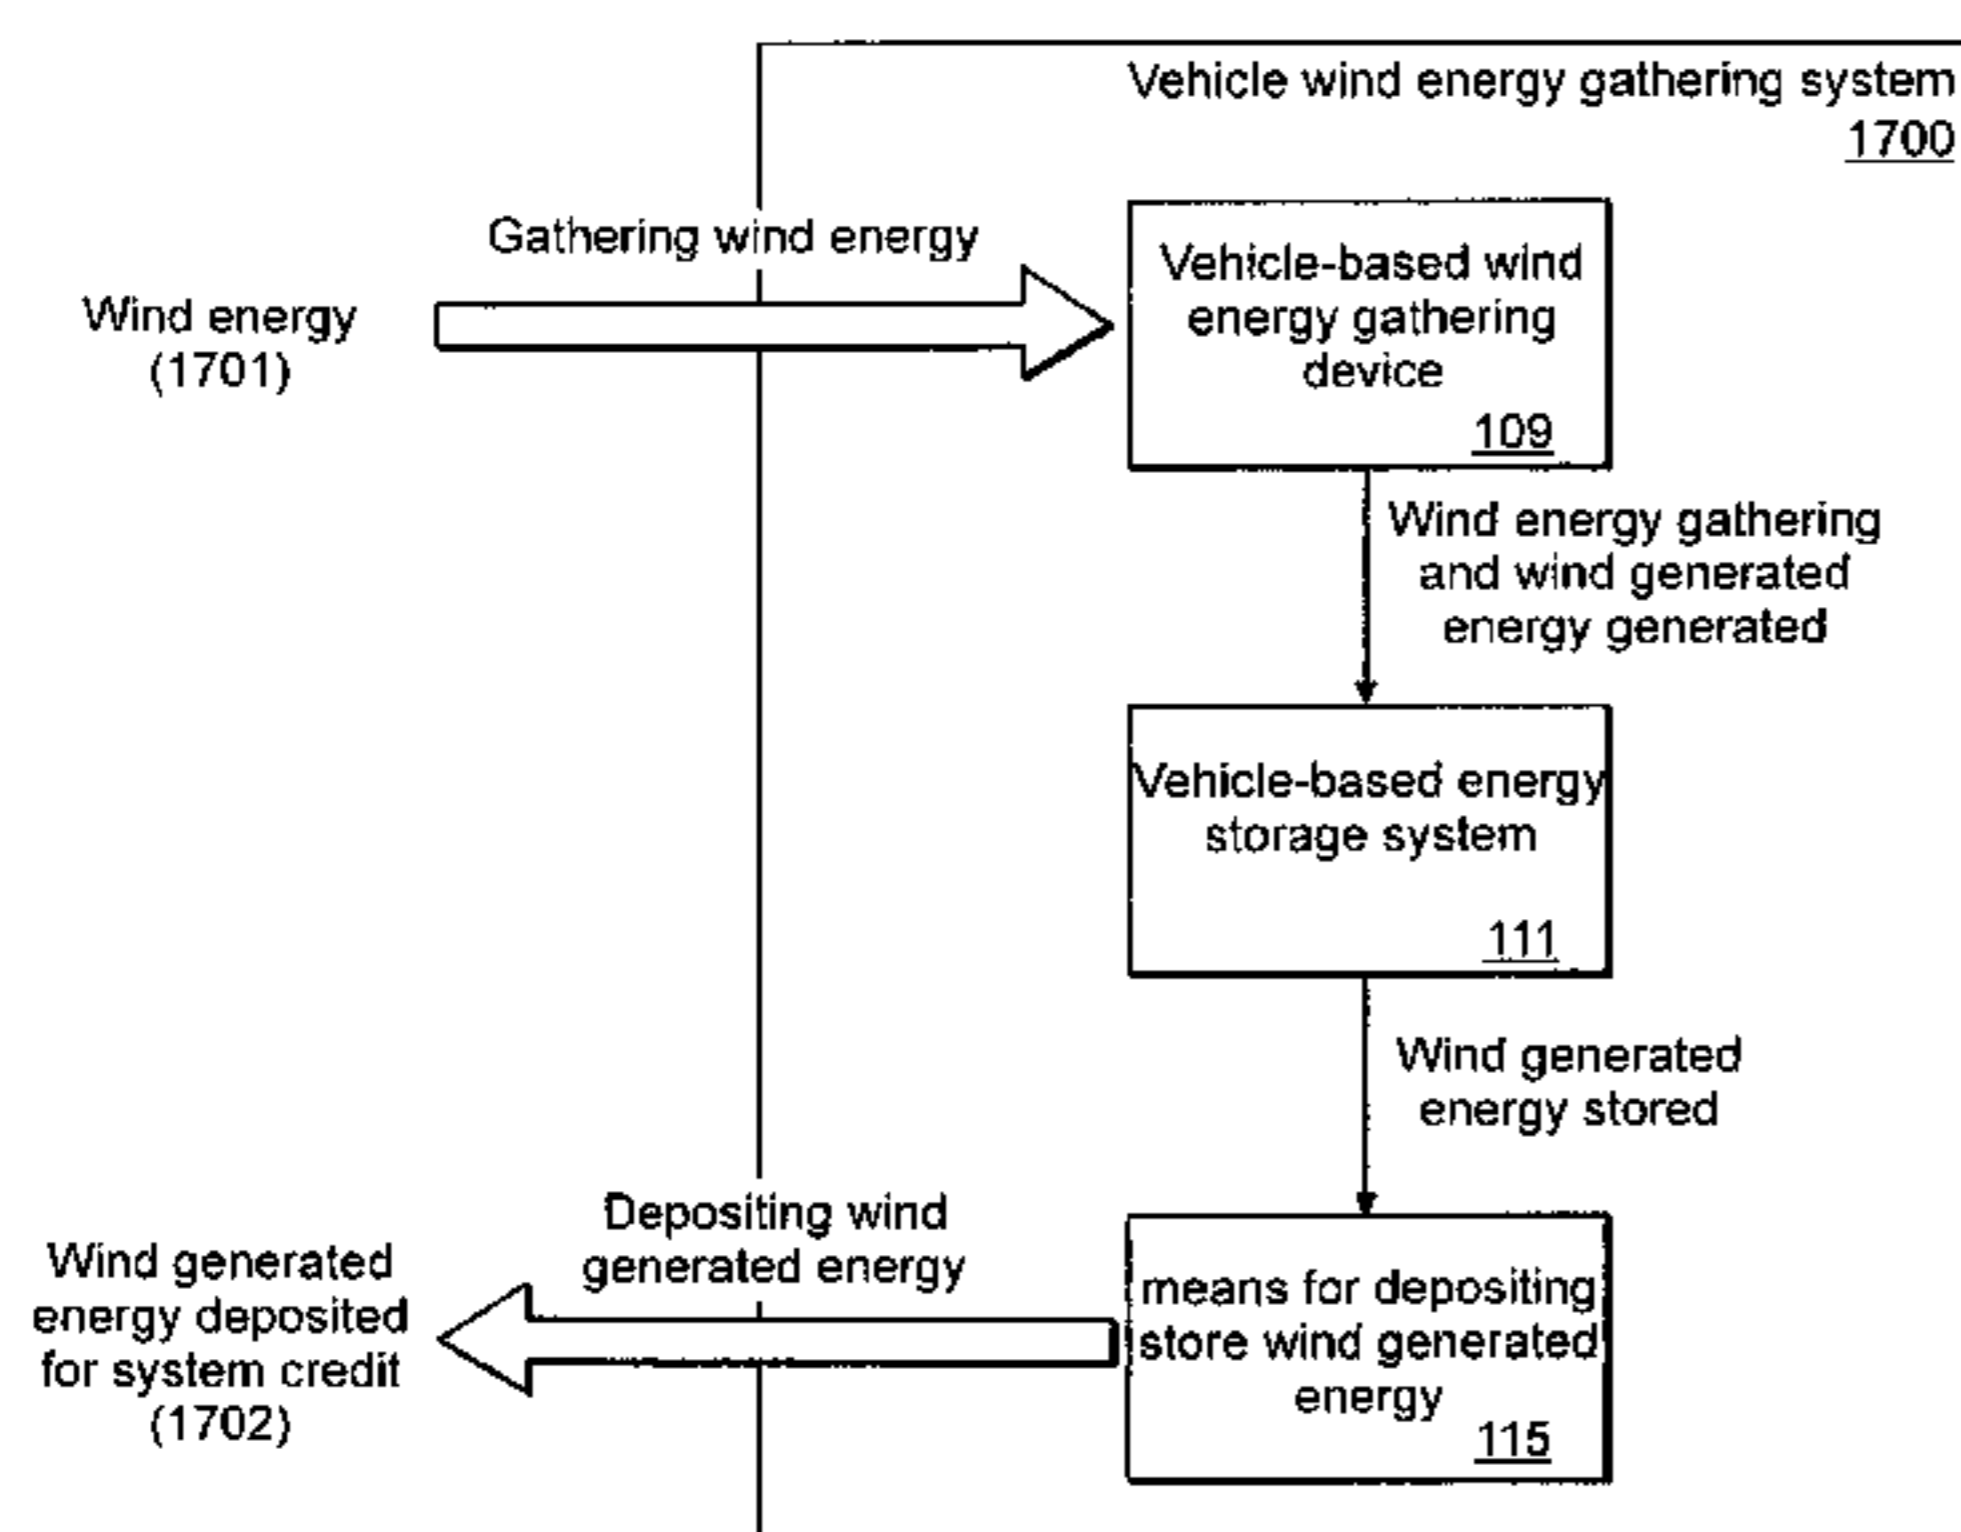 Vehicle wind energy gathering system
1700
Gathering wind energy
Wind energy
(1701)
Vehicle-based wind
energy gathering
device
109
Wind energy gathering
and wind generated
energy generated
Vehicle-based energy
storage system
111
Wind generated
energy stored
Depositing wind
generated energy
Wind generated
energy deposited
for system credit
(1702)
means for depositing
store wind generated
energy
115